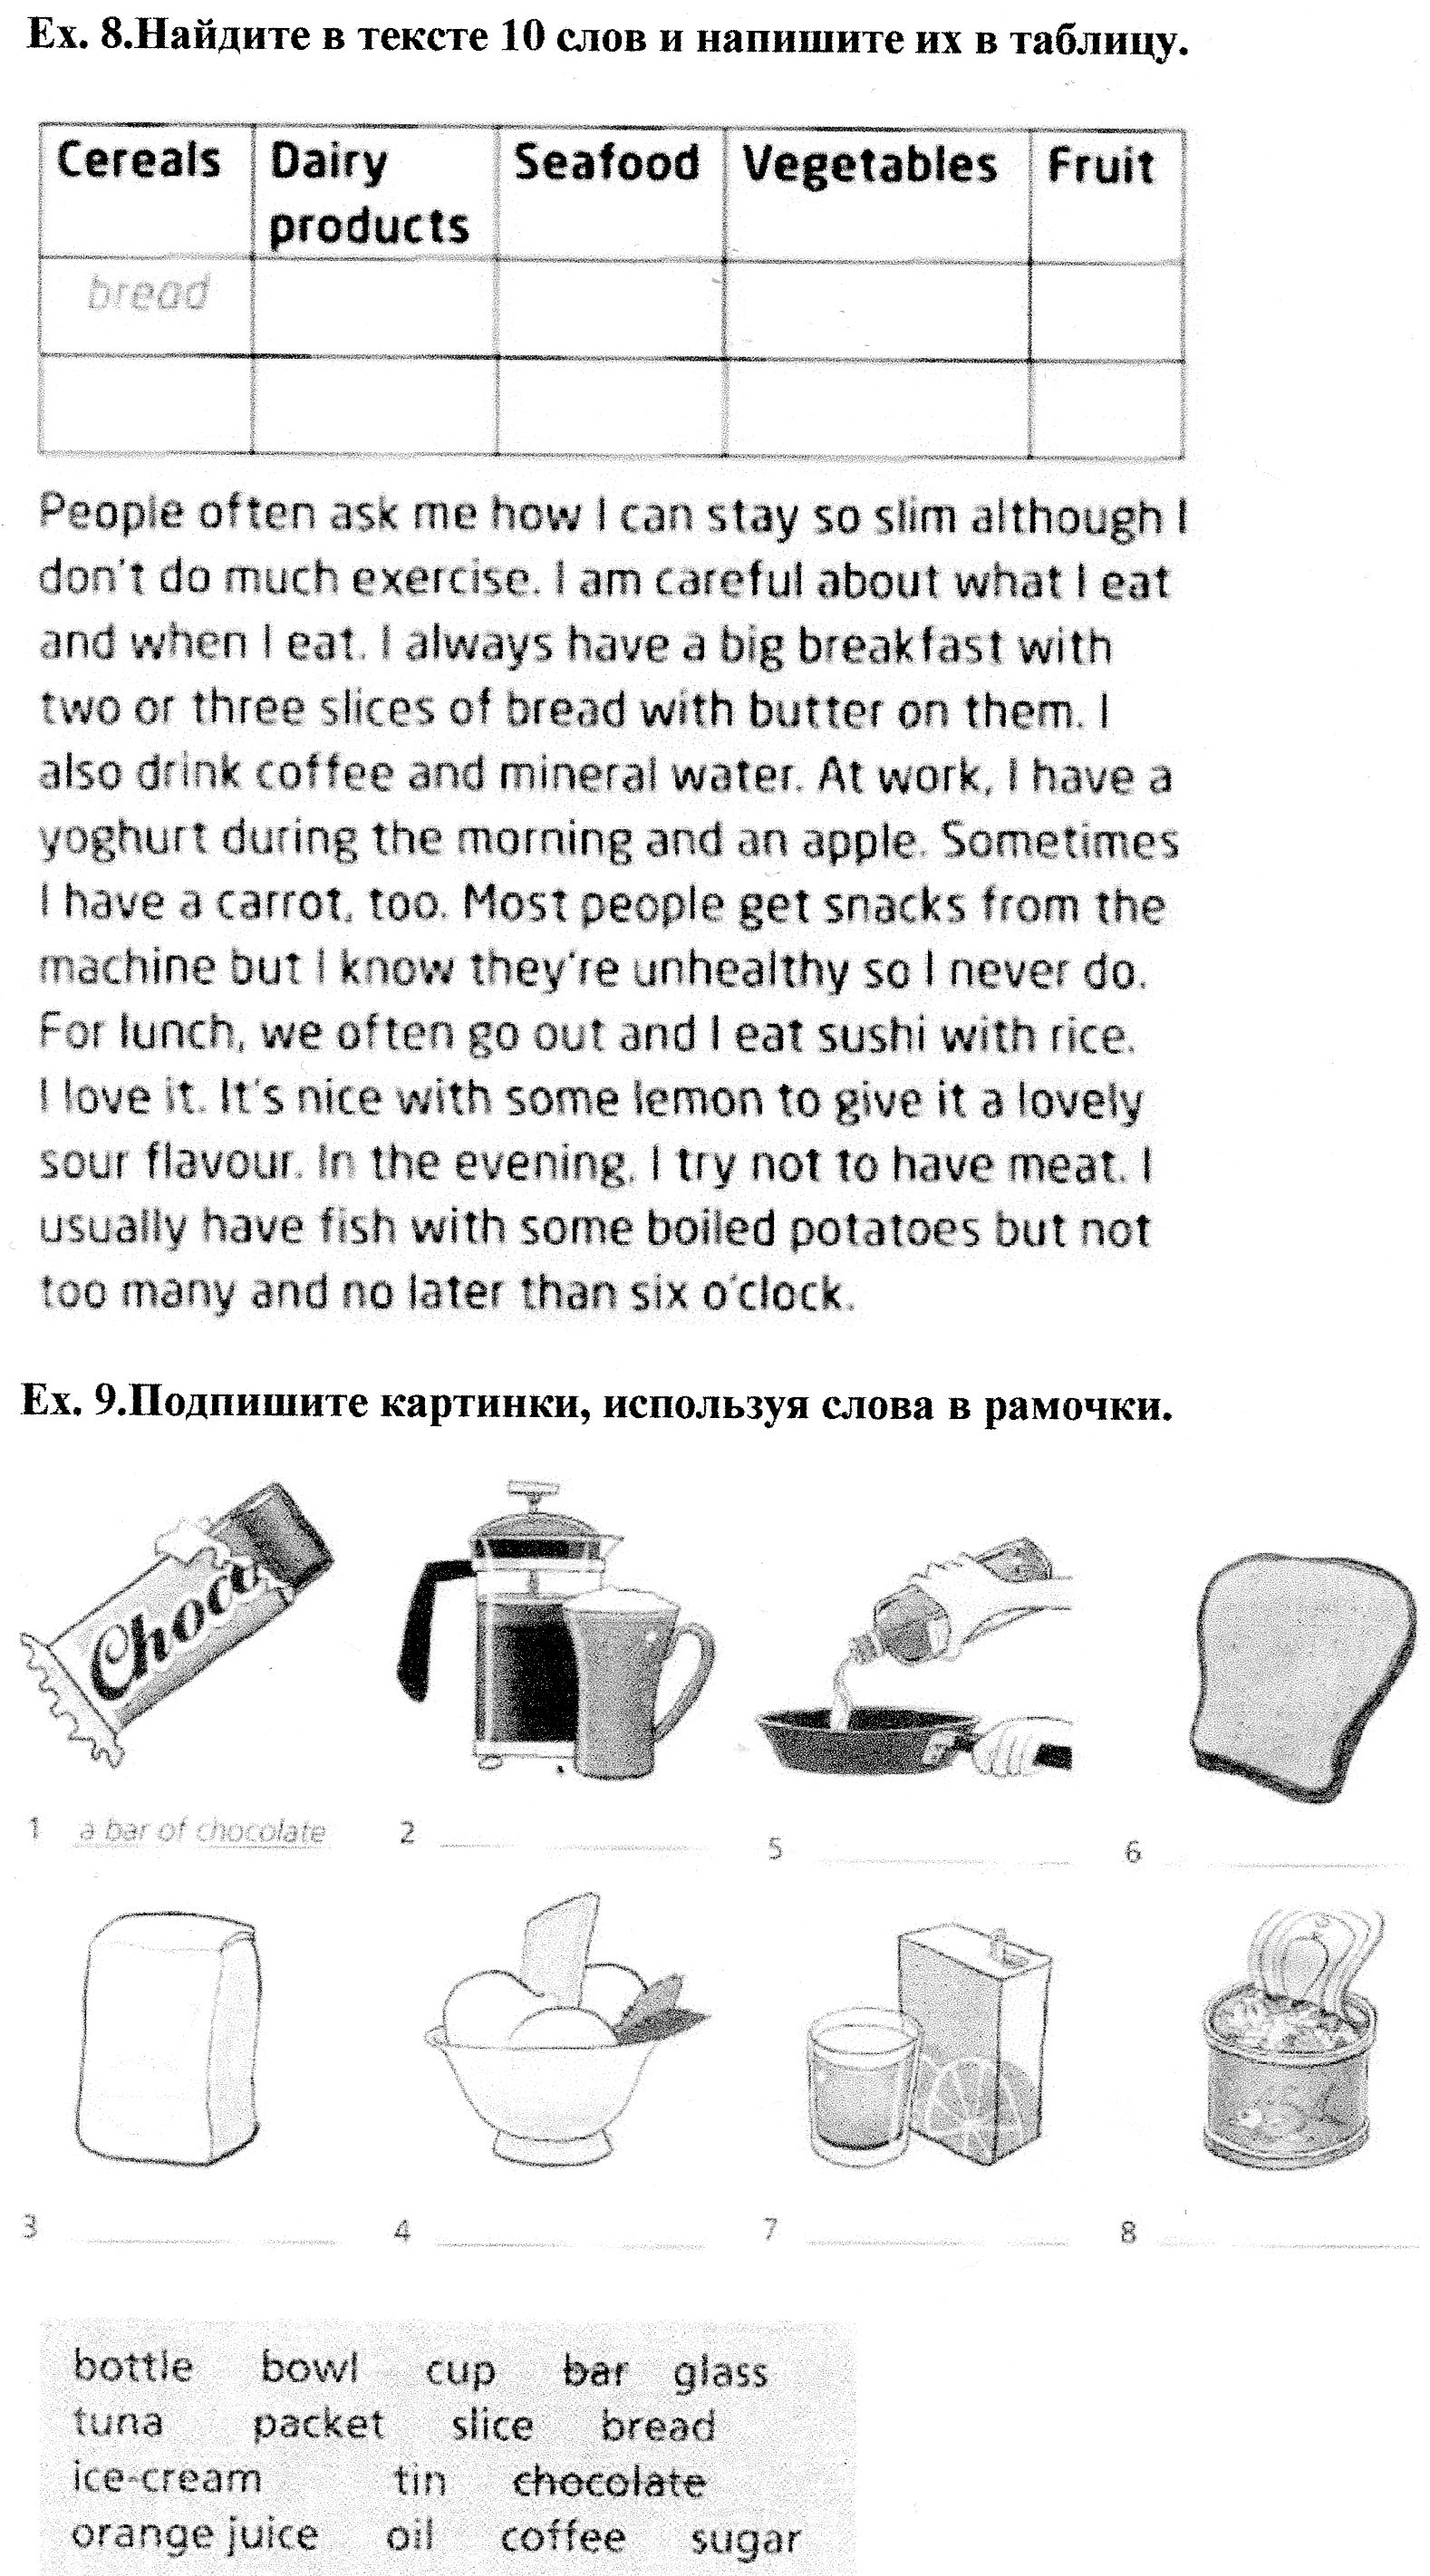 Ex. 8.Найдите в тексте 10 слов и напишите их в таблицу.
Cereals Dairy products Seafood Vegetables Fruit
bread
People often ask me how I can stay so slim although I
don't do much exercise. I am careful about what I eat
and when I eat. I always have a big breakfast with
two or three slices of bread with butter on them. I
also drink coffee and mineral water. At work, I have a
yoghurt during the morning and an apple. Sometimes
I have a carrot, too. Most people get snacks from the
machine but I know they're unhealthy so I never do.
For lunch, we often go out and I eat sushi with rice.
I love it. It's nice with some lemon to give it a lovely
sour flavour. In the evening, I try not to have meat. I
usually have fish with some boiled potatoes but not
too many and no later than six o'clock.
Ex. 9.Подпишите картинки, используя слова в рамочки.
Choco
1 a bar of chocolate 2 5 6
3 4 7 8
bottle bowl cup bar glass
tuna packet slice bread
ice-cream tin chocolate
orange juice oil coffee sugar